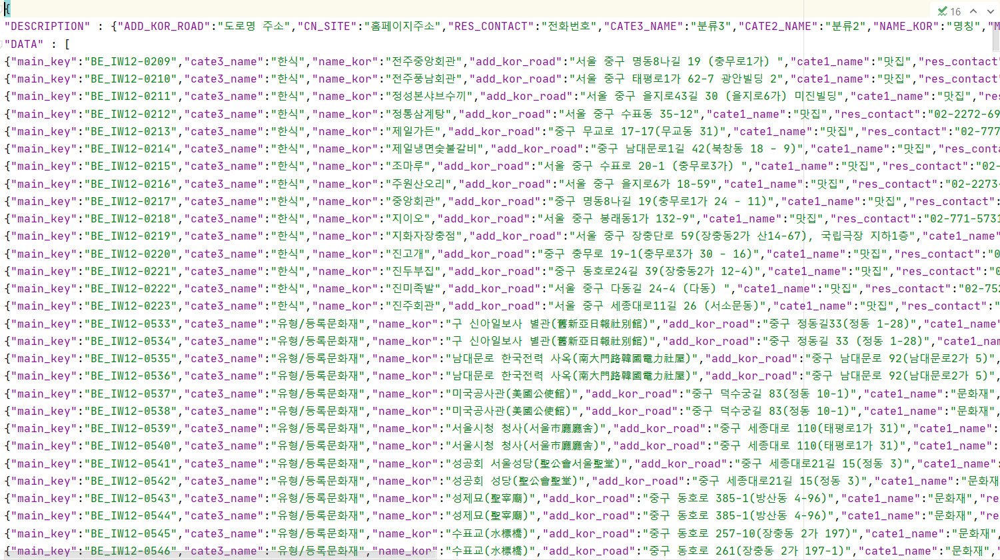 {
16
"DESCRIPTION" : {"ADD_KOR_ROAD":"도로명 주소","CN_SITE":"홈페이지주소","RES_CONTACT":"전화번호","CATE3_NAME":"분류3","CATE2_NAME":"분류2","NAME_KOR":"명칭","M
"DATA" : [
{"main_key":"BE_IW12-0209","cate3_name":"한식","name_kor":"전주중앙회관","add_kor_road":"서울 중구 명동8나길 19 (충무로1가) ","cate1_name":"맛집","res_contact"
{"main_key":"BE_IW12-0210","cate3_name":"한식","name_kor":"전주풍남회관","add_kor_road":"서울 중구 태평로1가 62-7 광안빌딩 2","cate1_name":"맛집","res_contact"
{"main_key":"BE_IW12-0211","cate3_name":"한식","name_kor":"정성본샤브수끼","add_kor_road":"서울 중구 을지로43길 30 (을지로6가) 미진빌딩","cate1_name":"맛집","res
{"main_key":"BE_IW12-0212","cate3_name":"한식","name_kor":"정통삼계탕","add_kor_road":"서울 중구 수표동 35-12","cate1_name":"맛집","res_contact":"02-2272-69
{"main_key":"BE_IW12-0213","cate3_name":"한식","name_kor":"제일가든","add_kor_road":"중구 무교로 17-17(무교동 31)","cate1_name":"맛집","res_contact":"02-777
{"main_key":"BE_IW12-0214","cate3_name":"한식","name_kor":"제일냉면숯불갈비","add_kor_road":"중구 남대문로1길 42(북창동 18 - 9)","cate1_name":"맛집","res_conta
{"main_key":"BE_IW12-0215","cate3_name":"한식","name_kor":"조마루","add_kor_road":"서울 중구 수표로 20-1 (충무로3가) ","cate1_name":"맛집","res_contact":"02-
{"main_key":"BE_IW12-0216","cate3_name":"한식","name_kor":"주원산오리","add_kor_road":"서울 중구 을지로6가 18-59","cate1_name":"맛집","res_contact":"02-2273-
{"main_key":"BE_IW12-0217","cate3_name":"한식","name_kor":"중앙회관","add_kor_road":"중구 명동8나길 19(충무로1가 24 - 11)","cate1_name":"맛집","res_contact":
{"main_key":"BE_IW12-0218","cate3_name":"한식","name_kor":"지이오","add_kor_road":"서울 중구 봉래동1가 132-9","cate1_name":"맛집","res_contact":"02-771-5731
{"main_key":"BE_IW12-0219","cate3_name":"한식","name_kor":"지화자장충점","add_kor_road":"서울 중구 장충단로 59(장충동2가 산14-67), 국립극장 지하1층","cate1_name"
{"main_key":"BE_IW12-0220","cate3_name":"한식","name_kor":"진고개","add_kor_road":"중구 충무로 19-1(충무로3가 30 - 16)","cate1_name":"맛집","res_contact":"0
{"main_key":"BE_IW12-0221","cate3_name":"한식","name_kor":"진두부집","add_kor_road":"중구 동호로24길 39(장충동2가 12-4)","cate1_name":"맛집","res_contact":"0
{"main_key":"BE_IW12-0222","cate3_name":"한식","name_kor":"진미족발","add_kor_road":"서울 중구 다동길 24-4 (다동) ","cate1_name":"맛집","res_contact":"02-752
{"main_key":"BE_IW12-0223","cate3_name":"한식","name_kor":"진주회관","add_kor_road":"서울 중구 세종대로11길 26 (서소문동)","cate1_name":"맛집","res_contact":"
{"main_key":"BE_IW12-0533","cate3_name":"유형/등록문화재","name_kor":"구 신아일보사 별관(舊新亞日報社別館)","add_kor_road":"중구 정동길33(정동 1-28)","cate1_name"
{"main_key":"BE_IW12-0534","cate3_name":"유형/등록문화재","name_kor":"구 신아일보사 별관(舊新亞日報社別館)","add_kor_road":"중구 정동길 33 (정동 1-28)","cate1_nam
{"main_key":"BE_IW12-0535","cate3_name":"유형/등록문화재","name_kor":"남대문로 한국전력 사옥(南大門路韓國電力社屋)","add_kor_road":"중구 남대문로 92(남대문로2가 5)",
{"main_key":"BE_IW12-0536","cate3_name":"유형/등록문화재","name_kor":"남대문로 한국전력 사옥(南大門路韓國電力社屋)","add_kor_road":"중구 남대문로 92(남대문로2가 5)",
{"main_key":"BE_IW12-0537","cate3_name":"유형/등록문화재","name_kor":"미국공사관(美國公使館)","add_kor_road":"중구 덕수궁길 83(정동 10-1)","cate1_name":"문화재",
{"main_key":"BE_IW12-0538","cate3_name":"유형/등록문화재","name_kor":"미국공사관(美國公使館)","add_kor_road":"중구 덕수궁길 83(정동 10-1)","cate1_name":"문화재",
{"main_key":"BE_IW12-0539","cate3_name":"유형/등록문화재","name_kor":"서울시청 청사(서울市廳廳舍)","add_kor_road":"중구 세종대로 110(태평로1가 31)","cate1_name":
{"main_key":"BE_IW12-0540","cate3_name":"유형/등록문화재","name_kor":"서울시청 청사(서울市廳廳舍)","add_kor_road":"중구 세종대로 110(태평로1가 31)","cate1_name":
{"main_key":"BE_IW12-0541","cate3_name":"유형/등록문화재","name_kor":"성공회 서울성당(聖公會서울聖堂)","add_kor_road":"중구 세종대로21길 15(정동 3)","cate1_name"
{"main_key":"BE_IW12-0542","cate3_name":"유형/등록문화재","name_kor":"성공회 성당(聖公會聖堂)","add_kor_road":"중구 세종대로21길 15(정동 3)","cate1_name":"문화재
{"main_key":"BE_IW12-0543","cate3_name":"유형/등록문화재","name_kor":"성제묘(聖宰廟)","add_kor_road":"중구 동호로 385-1(방산동 4-96)","cate1_name":"문화재","re
{"main_key":"BE_IW12-0544","cate3_name":"유형/등록문화재","name_kor":"성제묘(聖宰廟)","add_kor_road":"중구 동호로 385-1(방산동 4-96)","cate1_name":"문화재","re
{"main_key":"BE_IW12-0545","cate3_name":"유형/등록문화재","name_kor":"수표교(水標橋)","add_kor_road":"중구 동호로 257-10(장충동 2가 197)","cate1_name":"문화재",
{"main_key":"BE_IW12-0546","cate3_name":"유형/등록문화재","name_kor":"수표교(水標橋)","add_kor_road":"중구 동호로 261(장충동 2가 197-1)","cate1_name":"문화재","